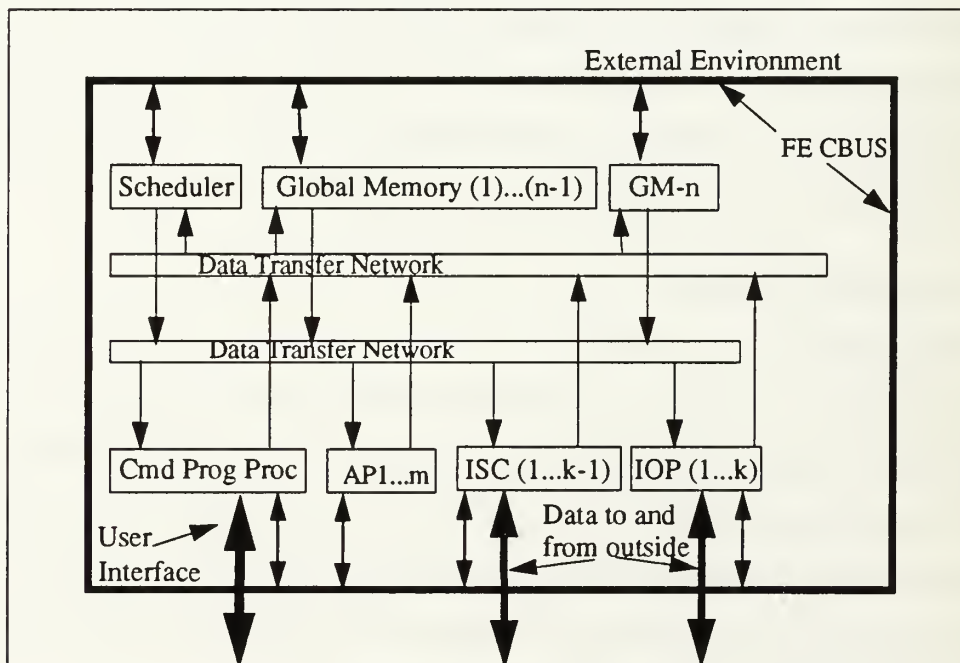 External Environment
FE CBUS
Scheduler
Global Memory (1)...(n-1)
GM-n
Data Transfer Network
Data Transfer Network
Cmd Prog Proc
AP1...m
ISC (1...k-1)
IOP (1...k)
User
Interface
Data to and
from outside